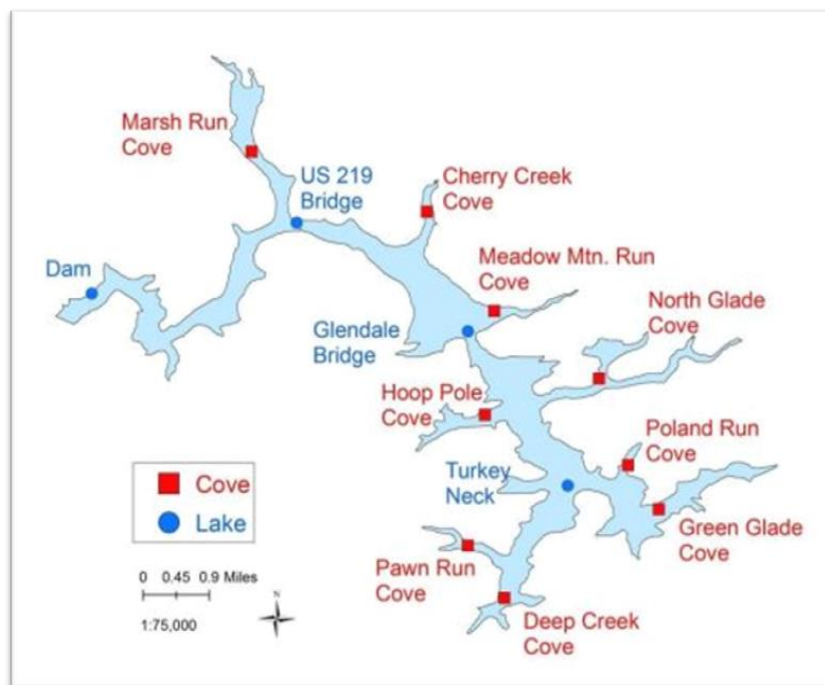 Marsh Run
Cove
US 219
Bridge
Cherry Creek
Cove
Meadow Mtn. Run
Cove
Dam
North Glade
Cove
Glendale
Bridge
Hoop Pole
Cove
Poland Run
Cove
Turkey
Neck
Cove
Lake
Green Glade
Cove
Pawn Run
Cove
Deep Creek
Cove
0 0.45 0.9 Miles
1:75,000
N